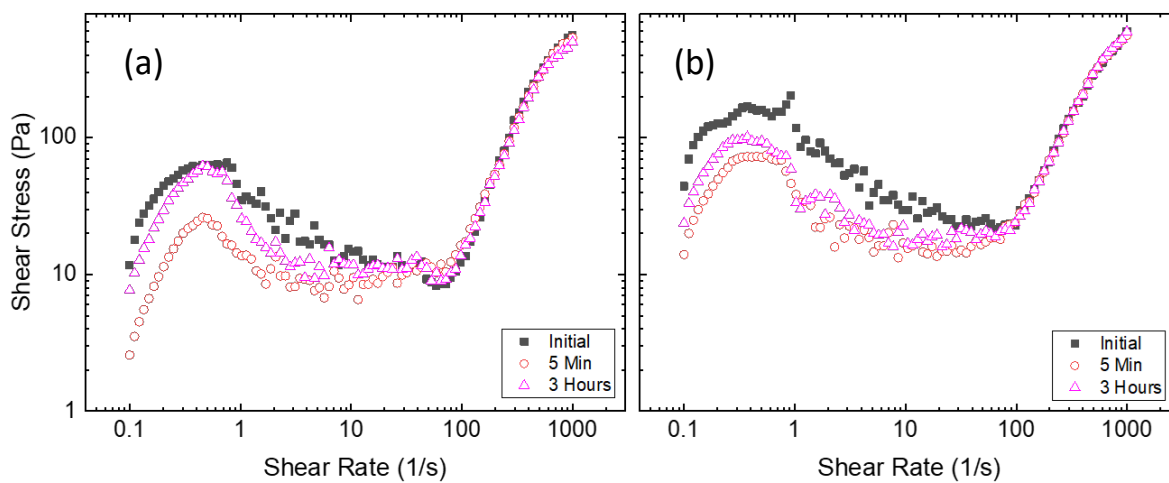 (a)
(b)
Shear Stress (Pa)
100
10
1
Initial
5 Min
3 Hours
Initial
5 Min
3 Hours
0.1 1 10 100 1000
0.1 1 10 100 1000
Shear Rate (1/s)
Shear Rate (1/s)